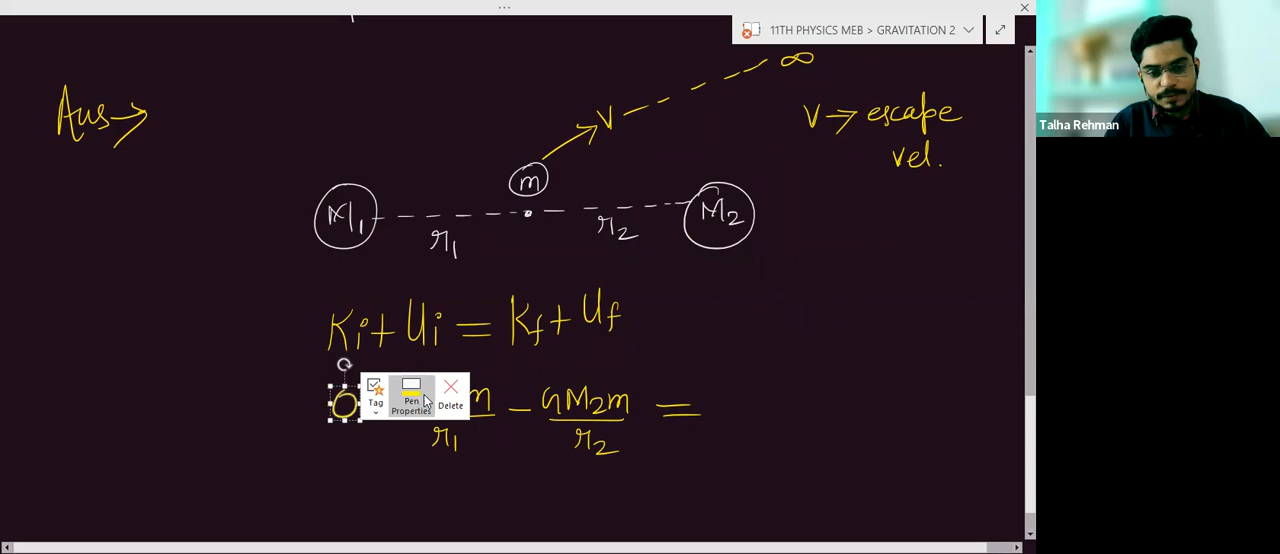 11TH PHYSICS MEB > GRAVITATION 2
Talha Rehman
Ans →
∞
V
V → escape
vel.
m
M1
M2
r1
r2
Ki + Ui = Kf + Uf
0
m
r1
- GM2m
r2
=
Tag
Pen
Properties
Delete